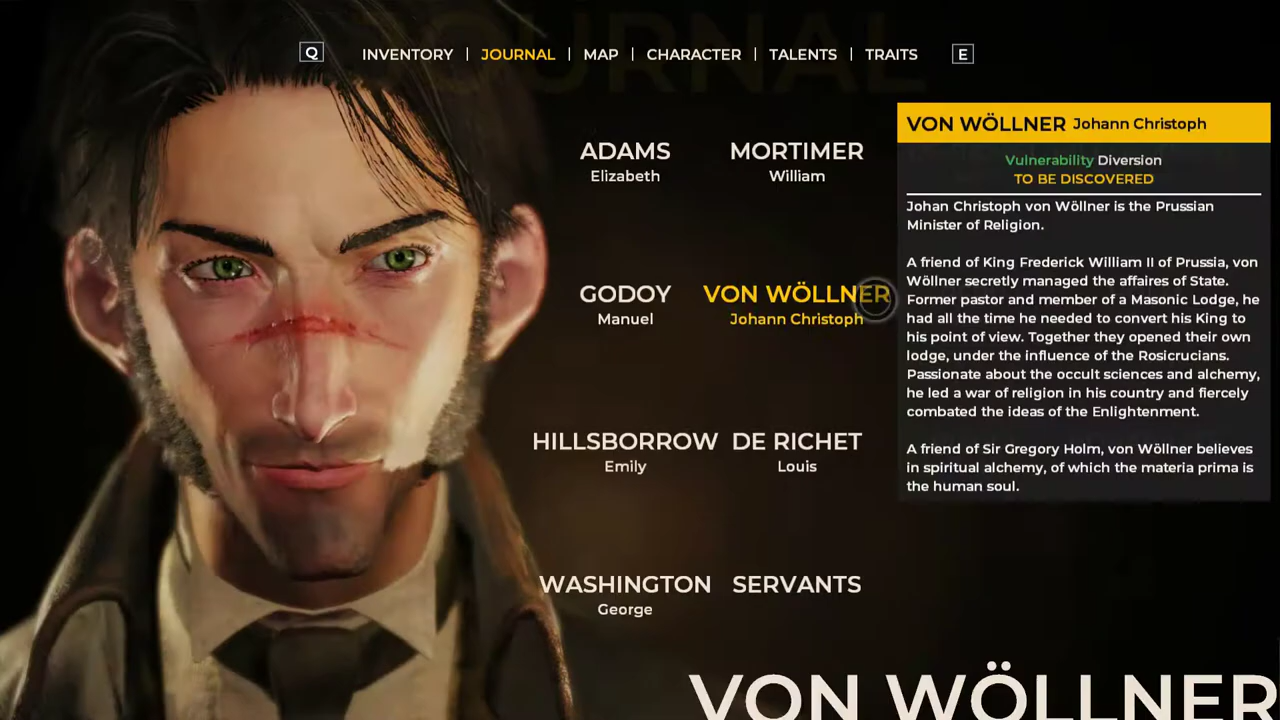 JOURNAL
Q INVENTORY | JOURNAL | MAP | CHARACTER | TALENTS | TRAITS E
ADAMS
Elizabeth
MORTIMER
William
GODOY
Manuel
VON WÖLLNER
Johann Christoph
HILLSBORROW
Emily
DE RICHET
Louis
WASHINGTON
George
SERVANTS
VON WÖLLNER Johann Christoph
Vulnerability Diversion
TO BE DISCOVERED
Johan Christoph von Wöllner is the Prussian
Minister of Religion.
A friend of King Frederick William II of Prussia, von
Wöllner secretly managed the affaires of State.
Former pastor and member of a Masonic Lodge, he
had all the time he needed to convert his King to
his point of view. Together they opened their own
lodge, under the influence of the Rosicrucians.
Passionate about the occult sciences and alchemy,
he led a war of religion in his country and fiercely
combated the ideas of the Enlightenment.
A friend of Sir Gregory Holm, von Wöllner believes
in spiritual alchemy, of which the materia prima is
the human soul.
VON WÖLLNER